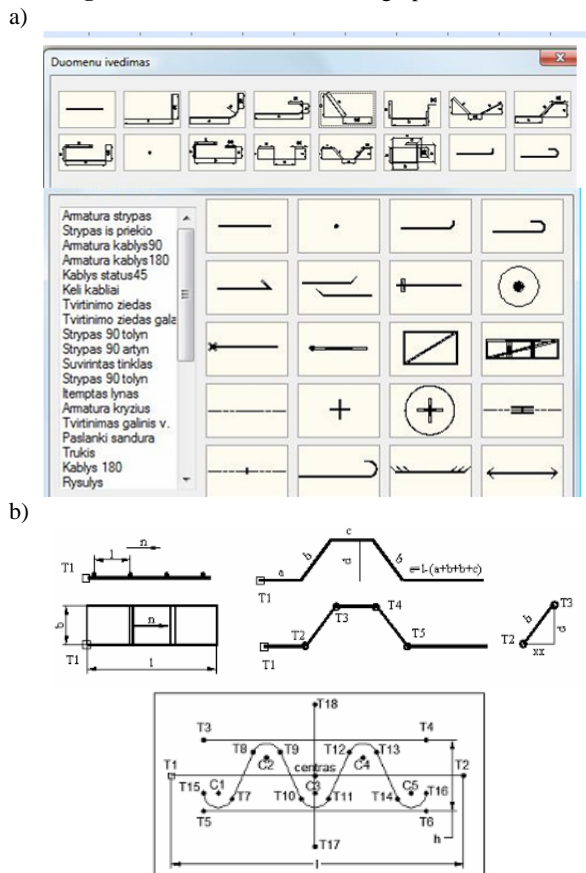 a)
Duomenu ivedimas
Armatura strypas
Strypas is priekio
Armatura kablys90
Armatura kablys180
Kablys status45
Keli kabliai
Tvirtinimo ziedas
Tvirtinimo ziedas gala
Strypas 90 tolyn
Strypas 90 artyn
Suvirintas tinklas
Strypas 90 tolyn
Itemptas lynas
Armatura kryzius
Tvirtinimas galinis v.
Paslanki sandura
Trukis
Kablys 180
Rysulys
b)
l n
T1
b n
T1 l
c
b d b
a e=l-(a+b+b+c)
T1
T3 T4
T2 T5
T1
T3
b d
T2 xx
T18
T3 T4
T8 T9 T12 T13
C2 C4
T1 centras T2
T15 C1 C3 C5 T16
T7 T10 T11 T14
T5 T6
h
T17
l